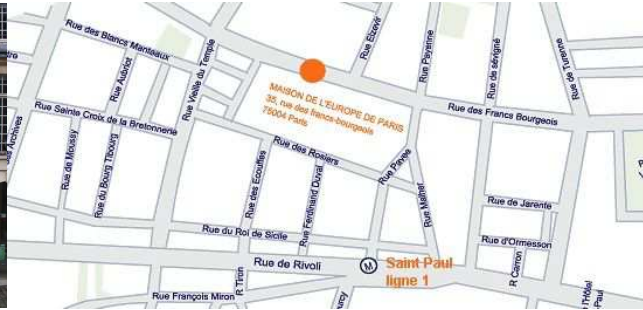 Rue des Blancs Manteaux
Rue Aubriot
Rue Vieille du Temple
Rue Elzevir
Rue Payenne
Rue de sévigné
Rue de Turenne
MAISON DE L'EUROPE DE PARIS
35, rue des francs-bourgeois
75004 Paris
Rue des Francs Bourgeois
Rue Sainte Croix de la Bretonnerie
Archives
Rue de Moussy
Rue du Bourg Tibourg
Rue des Rosiers
Rue des Ecouffes
Rue Ferdinand Duval
Rue Pavée
Rue Malher
Rue de Jarente
Rue d'Ormesson
Rue du Roi de Sicile
Rue de Rivoli
M
Saint Paul
ligne 1
R Tiron
R Caron
Rue François Miron